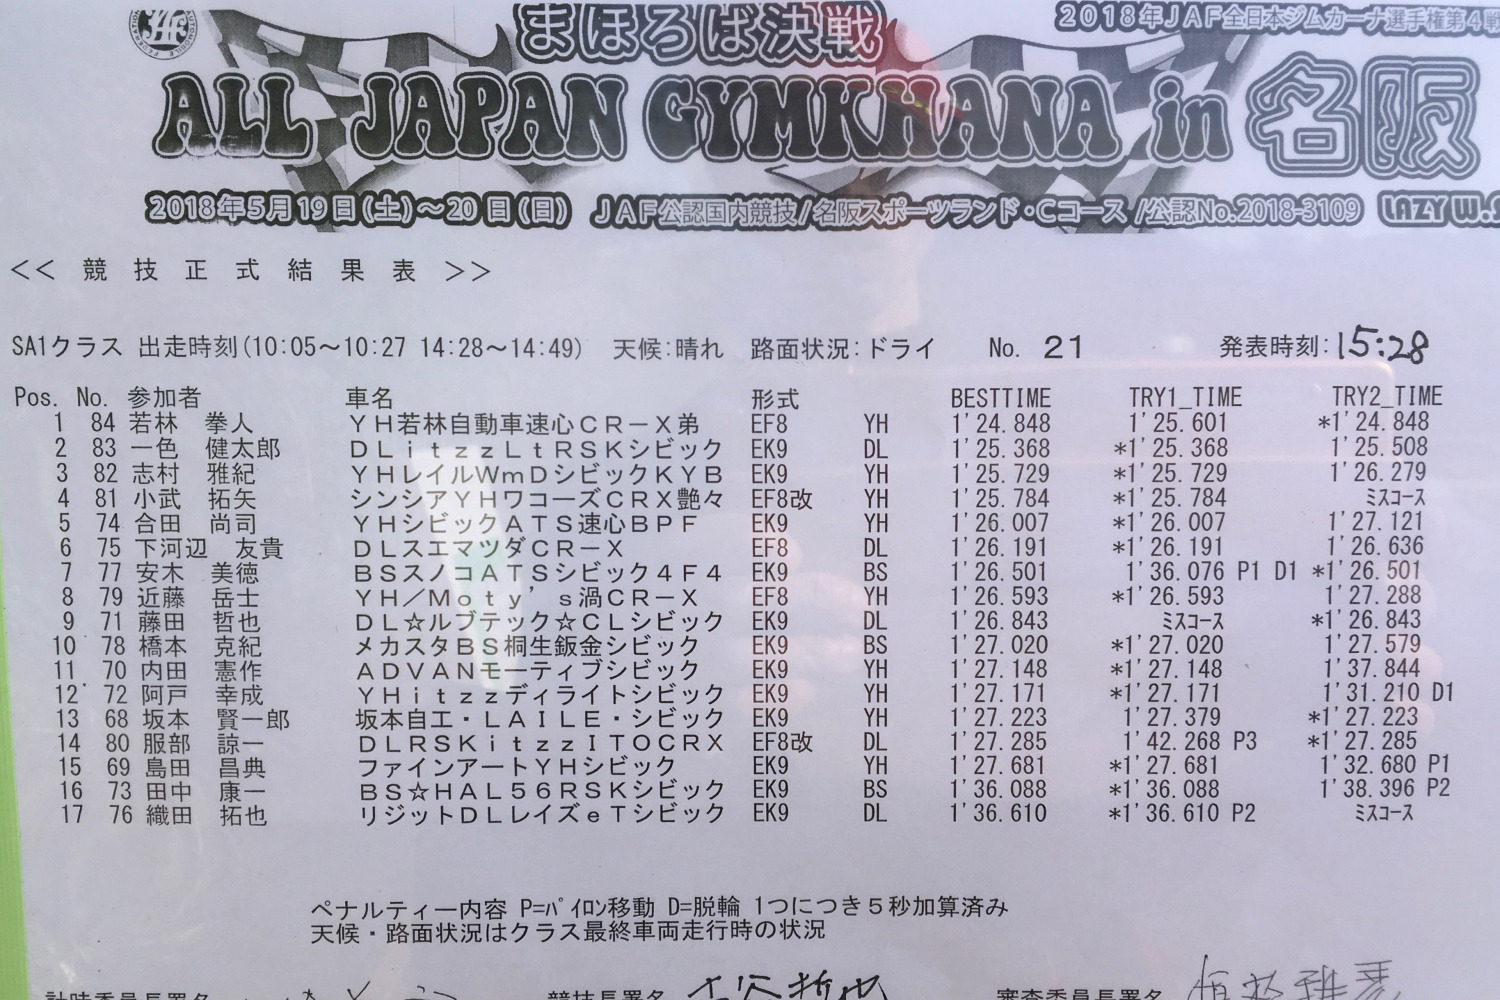 まほろば決戦
2018年JAF全日本ジムカーナ選手権第4戦
ALL JAPAN GYMKHANA in 名阪
2018年5月19日(土)～20日(日) JAF公認国内競技/名阪スポーツランド・Cコース /公認No.2018-3109 LAZY W.S
<< 競技正式結果表 >>
SA1クラス 出走時刻(10:05～10:27 14:28～14:49) 天候:晴れ 路面状況:ドライ No. 21 発表時刻:15:28
Pos. No. 参加者 車名 形式 BESTTIME TRY1_TIME TRY2_TIME
1 84 若林 拳人 ＹＨ若林自動車速心ＣＲ－Ｘ弟 EF8 YH 1'24.848 1'25.601 *1'24.848
2 83 一色 健太郎 ＤＬｉｔｚｚＬｔＲＳＫシビック EK9 DL 1'25.368 *1'25.368 1'25.508
3 82 志村 雅紀 ＹＨレイルＷｍＤシビックＫＹＢ EK9 YH 1'25.729 *1'25.729 1'26.279
4 81 小武 拓矢 シンシアＹＨワコーズＣＲＸ艶々 EF8改 YH 1'25.784 *1'25.784 ﾐｽｺｰｽ
5 74 合田 尚司 ＹＨシビックＡＴＳ速心ＢＰＦ EK9 YH 1'26.007 *1'26.007 1'27.121
6 75 下河辺 友貴 ＤＬスエマツダＣＲ－Ｘ EF8 DL 1'26.191 *1'26.191 1'26.636
7 77 安木 美徳 ＢＳスノコＡＴＳシビック４Ｆ４ EK9 BS 1'26.501 1'36.076 P1 D1 *1'26.501
8 79 近藤 岳士 ＹＨ／Ｍｏｔｙ’ｓ渦ＣＲ－Ｘ EF8 YH 1'26.593 *1'26.593 1'27.288
9 71 藤田 哲也 ＤＬ☆ルブテック☆ＣＬシビック EK9 DL 1'26.843 ﾐｽｺｰｽ *1'26.843
10 78 橋本 克紀 メカスタＢＳ桐生鈑金シビック EK9 BS 1'27.020 *1'27.020 1'27.579
11 70 内田 憲作 ＡＤＶＡＮモーティブシビック EK9 YH 1'27.148 *1'27.148 1'37.844
12 72 阿戸 幸成 ＹＨｉｔｚｚディライトシビック EK9 YH 1'27.171 *1'27.171 1'31.210 D1
13 68 坂本 賢一郎 坂本自工・ＬＡＩＬＥ・シビック EK9 YH 1'27.223 1'27.379 *1'27.223
14 80 服部 諒一 ＤＬＲＳＫｉｔｚｚＩＴＯＣＲＸ EF8改 DL 1'27.285 1'42.268 P3 *1'27.285
15 69 島田 昌典 ファインアートＹＨシビック EK9 YH 1'27.681 *1'27.681 1'32.680 P1
16 73 田中 康一 ＢＳ☆ＨＡＬ５６ＲＳＫシビック EK9 BS 1'36.088 *1'36.088 1'38.396 P2
17 76 織田 拓也 リジットＤＬレイズｅＴシビック EK9 DL 1'36.610 *1'36.610 P2 ﾐｽｺｰｽ
ペナルティー内容 P=ﾊﾟｲﾛﾝ移動 D=脱輪 1つにつき５秒加算済み
天候・路面状況はクラス最終車両走行時の状況
計時委員長署名 競技長署名 審査委員長署名